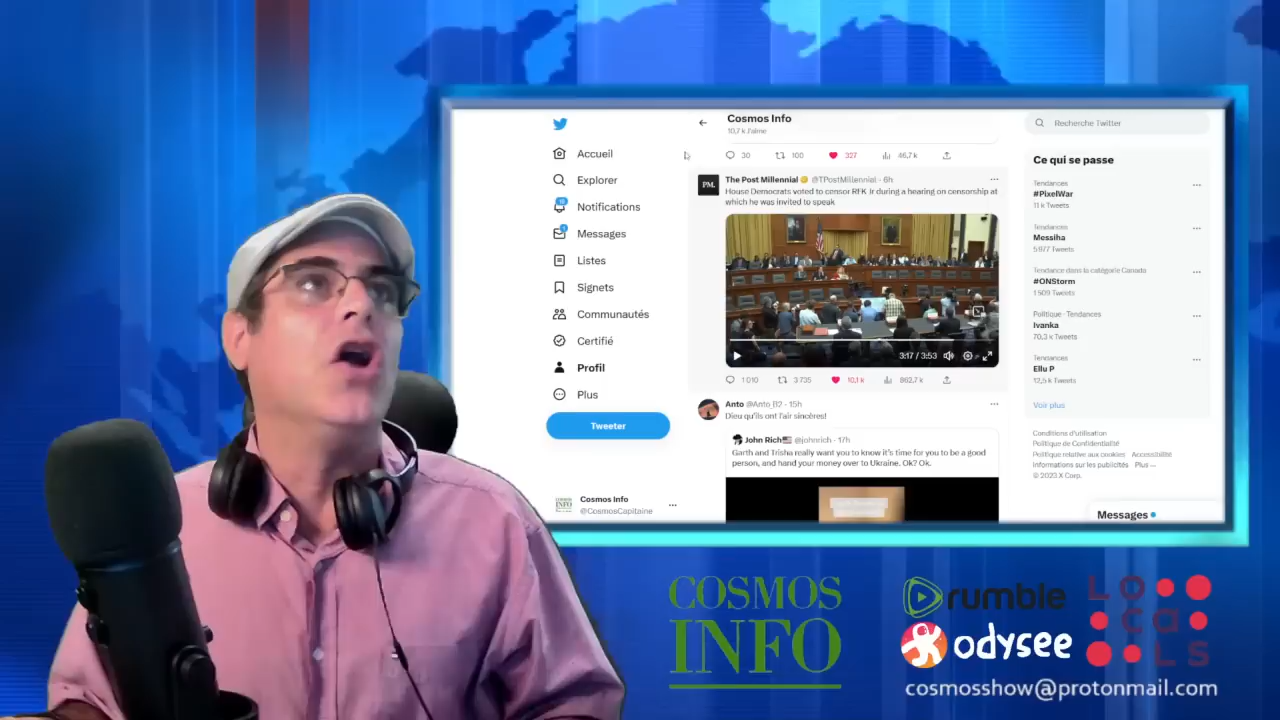 Accueil
Explorer
Notifications
Messages
Listes
Signets
Communautés
Certifié
Profil
Plus
Tweeter
Cosmos Info
@CosmosCapitaine
Cosmos Info
10,7 k J'aime
30 100 327 46,7 k
PM.
The Post Millennial @TPostMillennial · 6h
House Democrats voted to censor RFK Jr during a hearing on censorship at
which he was invited to speak
3:17 / 3:53
1 010 3 735 10,1 k 862,7 k
Anto @Anto_B2 · 15h
Dieu qu'ils ont l'air sincères!
John Rich @johnrich · 17h
Garth and Trisha really want you to know it's time for you to be a good
person, and hand your money over to Ukraine. Ok? Ok.
Recherche Twitter
Ce qui se passe
Tendances
#PixelWar
11 k Tweets
Tendances
Messiha
5 977 Tweets
Tendance dans la catégorie Canada
#ONStorm
1 509 Tweets
Politique · Tendances
Ivanka
70,3 k Tweets
Tendances
Ellu P
12,5 k Tweets
Voir plus
Conditions d'utilisation
Politique de Confidentialité
Politique relative aux cookies Accessibilité
Informations sur les publicités Plus
© 2023 X Corp.
Messages
COSMOS
INFO
COSMOS
INFO
rumble
odysee
LOcaLS
cosmosshow@protonmail.com